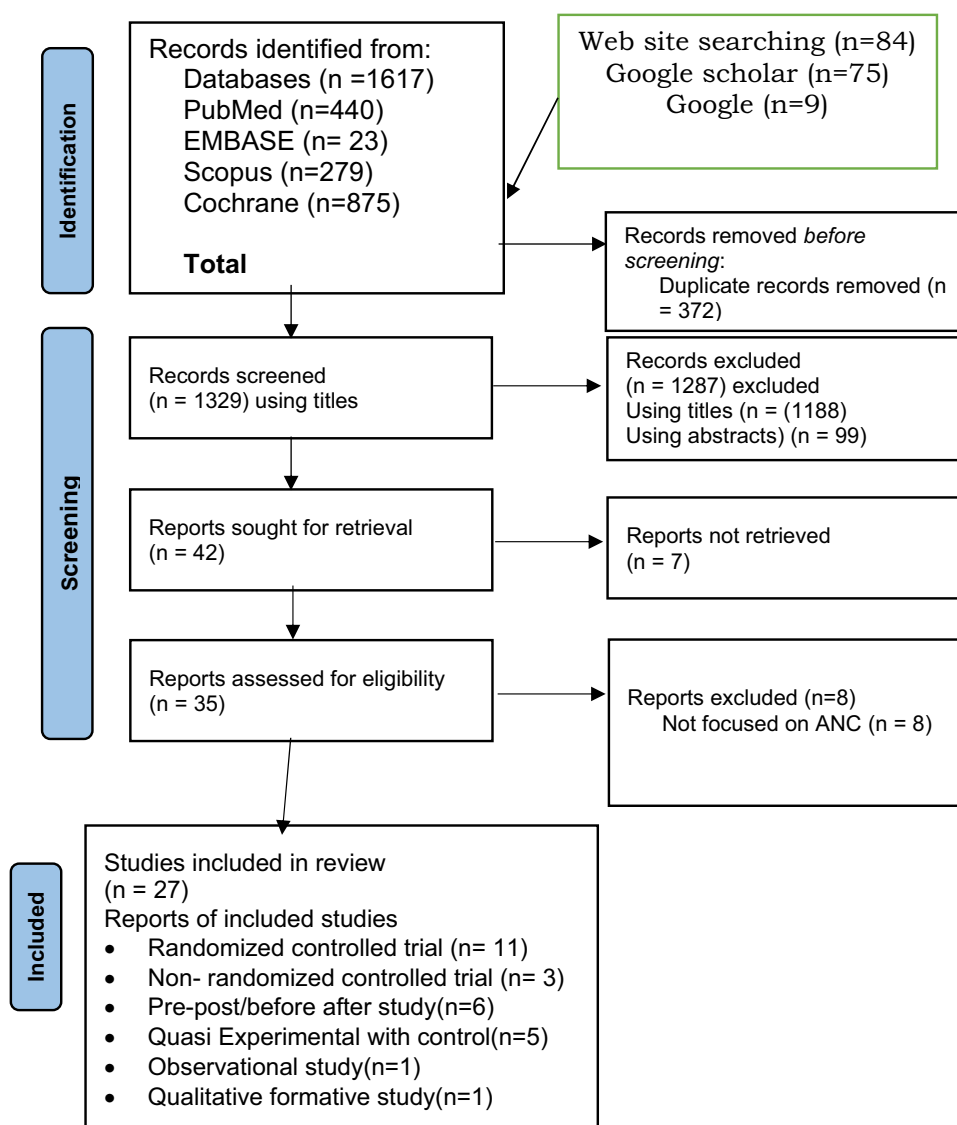 Identification
Records identified from:
Databases (n =1617)
PubMed (n=440)
EMBASE (n= 23)
Scopus (n=279)
Cochrane (n=875)
Total
Web site searching (n=84)
Google scholar (n=75)
Google (n=9)
Records removed before
screening:
Duplicate records removed (n
= 372)
Screening
Records screened
(n = 1329) using titles
Records excluded
(n = 1287) excluded
Using titles (n = (1188)
Using abstracts) (n = 99)
Reports sought for retrieval
(n = 42)
Reports not retrieved
(n = 7)
Reports assessed for eligibility
(n = 35)
Reports excluded (n=8)
Not focused on ANC (n = 8)
Included
Studies included in review
(n = 27)
Reports of included studies
• Randomized controlled trial (n= 11)
• Non- randomized controlled trial (n= 3)
• Pre-post/before after study(n=6)
• Quasi Experimental with control(n=5)
• Observational study(n=1)
• Qualitative formative study(n=1)